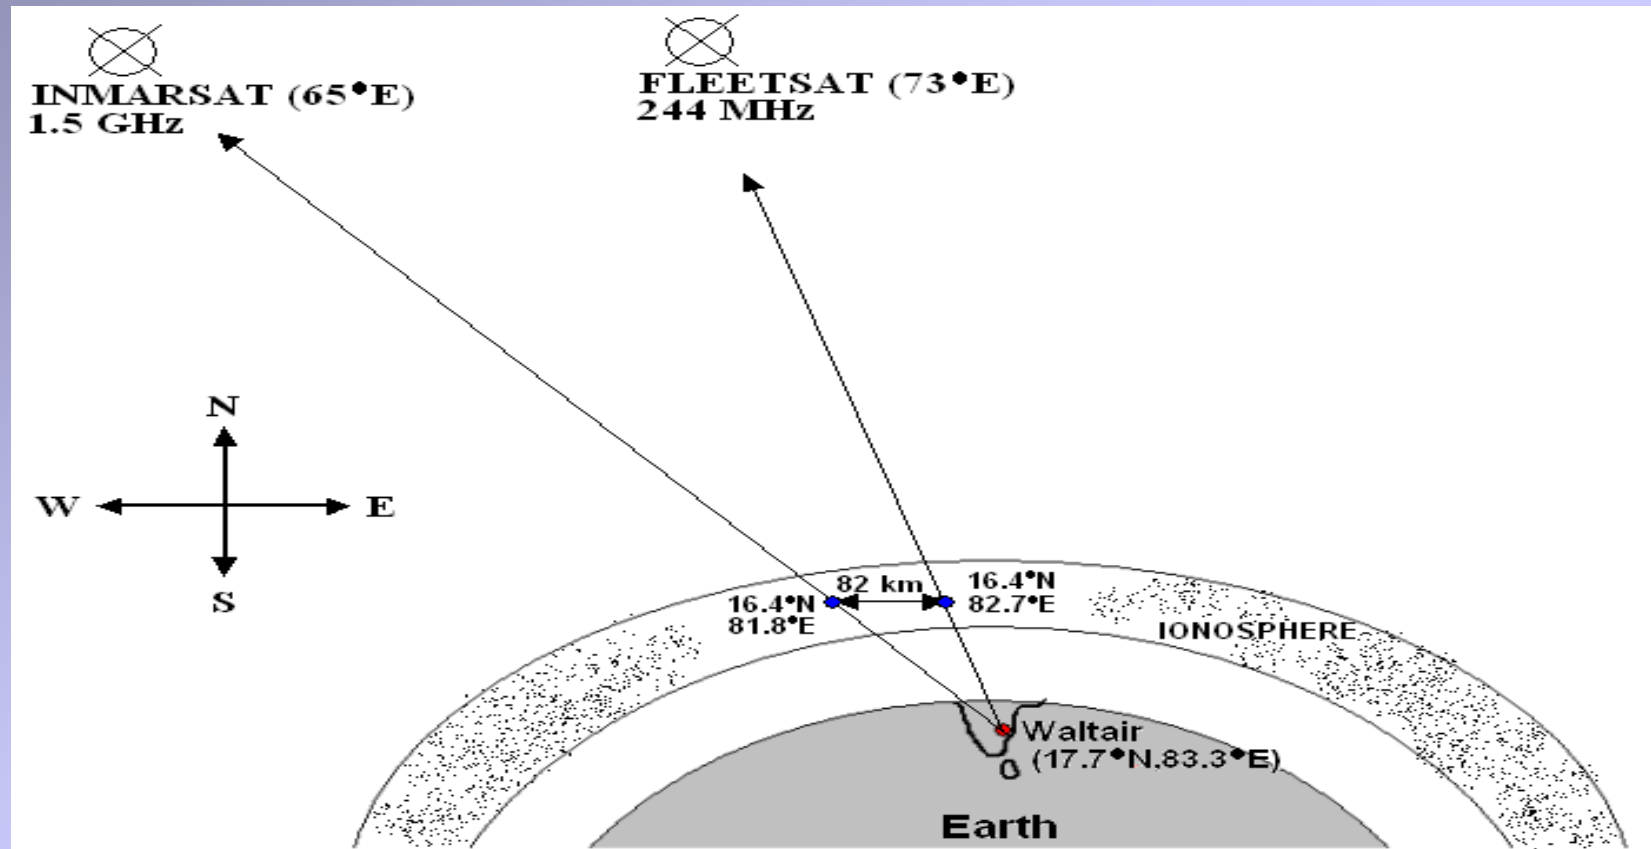 INMARSAT (65•E)
1.5 GHz
FLEETSAT (73•E)
244 MHz
N
W
E
S
82 km
16.4•N
81.8•E
16.4•N
82.7•E
IONOSPHERE
Waltair
(17.7•N,83.3•E)
Earth